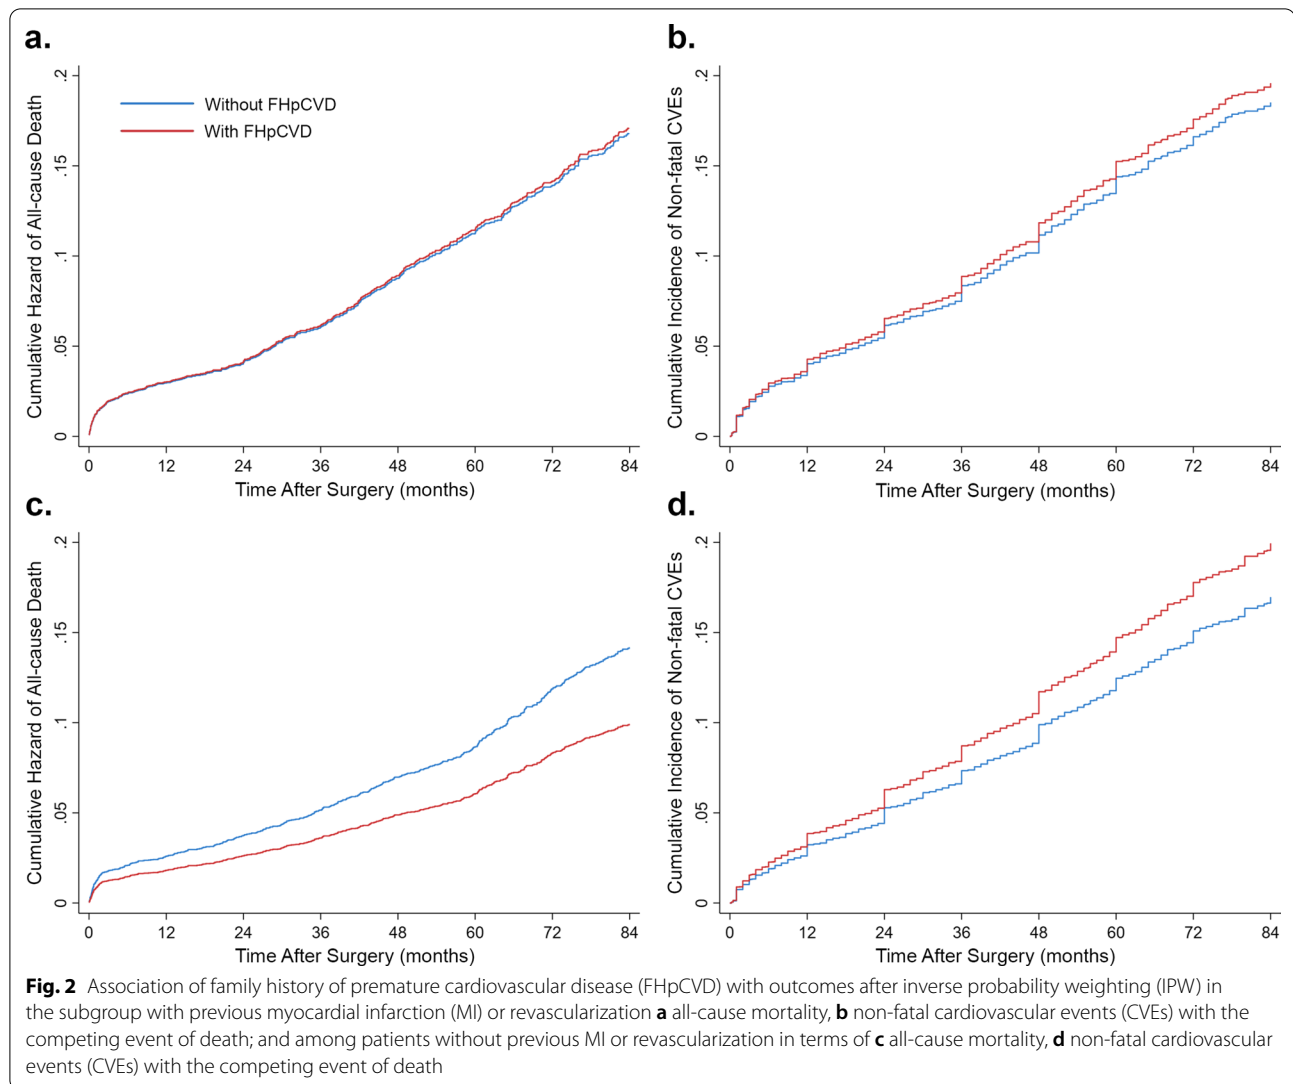 a.
Cumulative Hazard of All-cause Death
.2
.15
.1
.05
0
Without FHpCVD
With FHpCVD
0 12 24 36 48 60 72 84
Time After Surgery (months)
b.
Cumulative Incidence of Non-fatal CVEs
.2
.15
.1
.05
0
0 12 24 36 48 60 72 84
Time After Surgery (months)
c.
Cumulative Hazard of All-cause Death
.2
.15
.1
.05
0
0 12 24 36 48 60 72 84
Time After Surgery (months)
d.
Cumulative Incidence of Non-fatal CVEs
.2
.15
.1
.05
0
0 12 24 36 48 60 72 84
Time After Surgery (months)
Fig. 2 Association of family history of premature cardiovascular disease (FHpCVD) with outcomes after inverse probability weighting (IPW) in
the subgroup with previous myocardial infarction (MI) or revascularization a all-cause mortality, b non-fatal cardiovascular events (CVEs) with the
competing event of death; and among patients without previous MI or revascularization in terms of c all-cause mortality, d non-fatal cardiovascular
events (CVEs) with the competing event of death